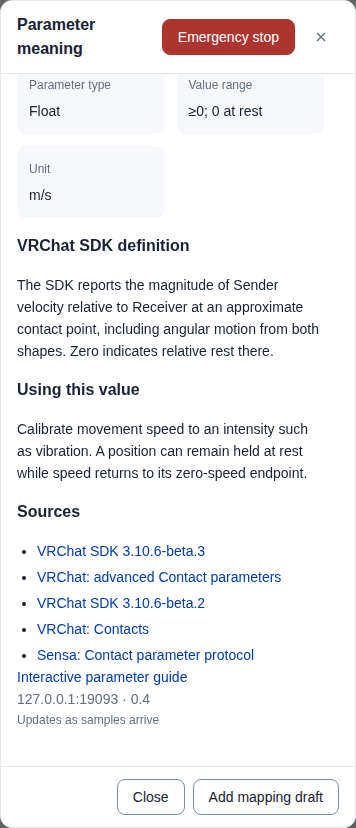 Parameter
meaning
Emergency stop
×
Parameter type
Value range
Float
≥0; 0 at rest
Unit
m/s
VRChat SDK definition
The SDK reports the magnitude of Sender
velocity relative to Receiver at an approximate
contact point, including angular motion from both
shapes. Zero indicates relative rest there.
Using this value
Calibrate movement speed to an intensity such
as vibration. A position can remain held at rest
while speed returns to its zero-speed endpoint.
Sources
• VRChat SDK 3.10.6-beta.3
• VRChat: advanced Contact parameters
• VRChat SDK 3.10.6-beta.2
• VRChat: Contacts
• Sensa: Contact parameter protocol
Interactive parameter guide
127.0.0.1:19093 · 0.4
Updates as samples arrive
Close
Add mapping draft